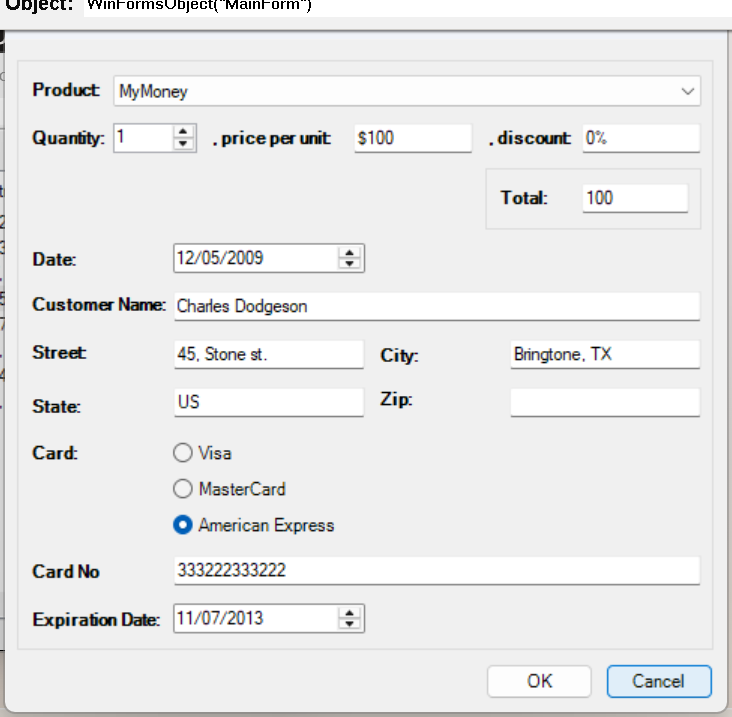 Object: WinFormsObject("MainForm")
Product: MyMoney
Quantity: 1 , price per unit: $100 , discount: 0%
Total: 100
Date: 12/05/2009
Customer Name: Charles Dodgeson
Street: 45, Stone st. City: Bringtone, TX
State: US Zip:
Card: Visa
MasterCard
American Express
Card No 333222333222
Expiration Date: 11/07/2013
OK Cancel